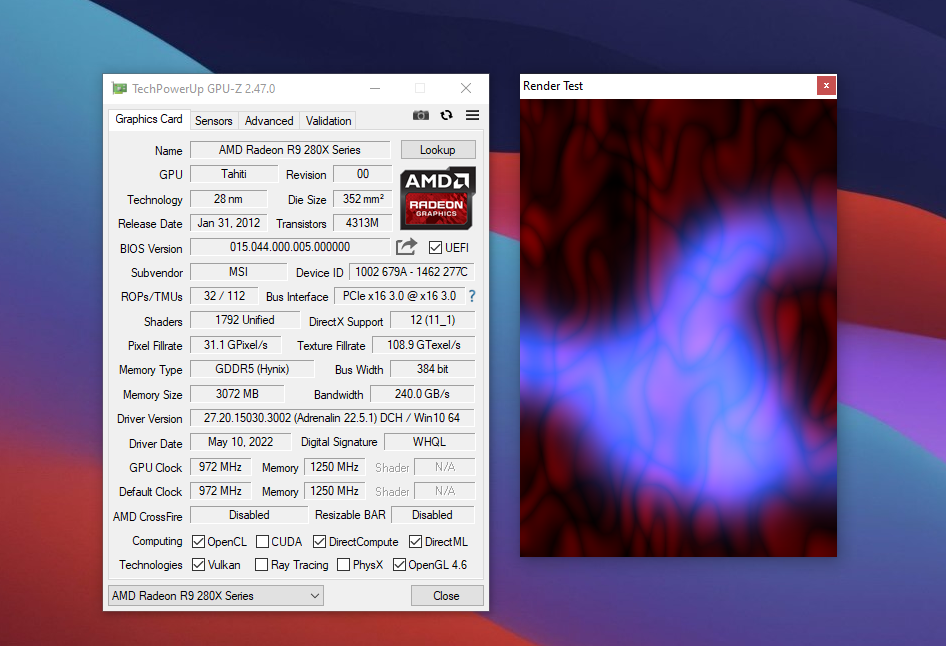 TechPowerUp GPU-Z 2.47.0
Graphics Card Sensors Advanced Validation
Name AMD Radeon R9 280X Series Lookup
GPU Tahiti Revision 00
Technology 28 nm Die Size 352 mm²
Release Date Jan 31, 2012 Transistors 4313M
AMD
RADEON
GRAPHICS
BIOS Version 015.044.000.005.000000 UEFI
Subvendor MSI Device ID 1002 679A - 1462 277C
ROPs/TMUs 32 / 112 Bus Interface PCIe x16 3.0 @ x16 3.0 ?
Shaders 1792 Unified DirectX Support 12 (11_1)
Pixel Fillrate 31.1 GPixel/s Texture Fillrate 108.9 GTexel/s
Memory Type GDDR5 (Hynix) Bus Width 384 bit
Memory Size 3072 MB Bandwidth 240.0 GB/s
Driver Version 27.20.15030.3002 (Adrenalin 22.5.1) DCH / Win10 64
Driver Date May 10, 2022 Digital Signature WHQL
GPU Clock 972 MHz Memory 1250 MHz Shader N/A
Default Clock 972 MHz Memory 1250 MHz Shader N/A
AMD CrossFire Disabled Resizable BAR Disabled
Computing OpenCL CUDA DirectCompute DirectML
Technologies Vulkan Ray Tracing PhysX OpenGL 4.6
AMD Radeon R9 280X Series Close
Render Test